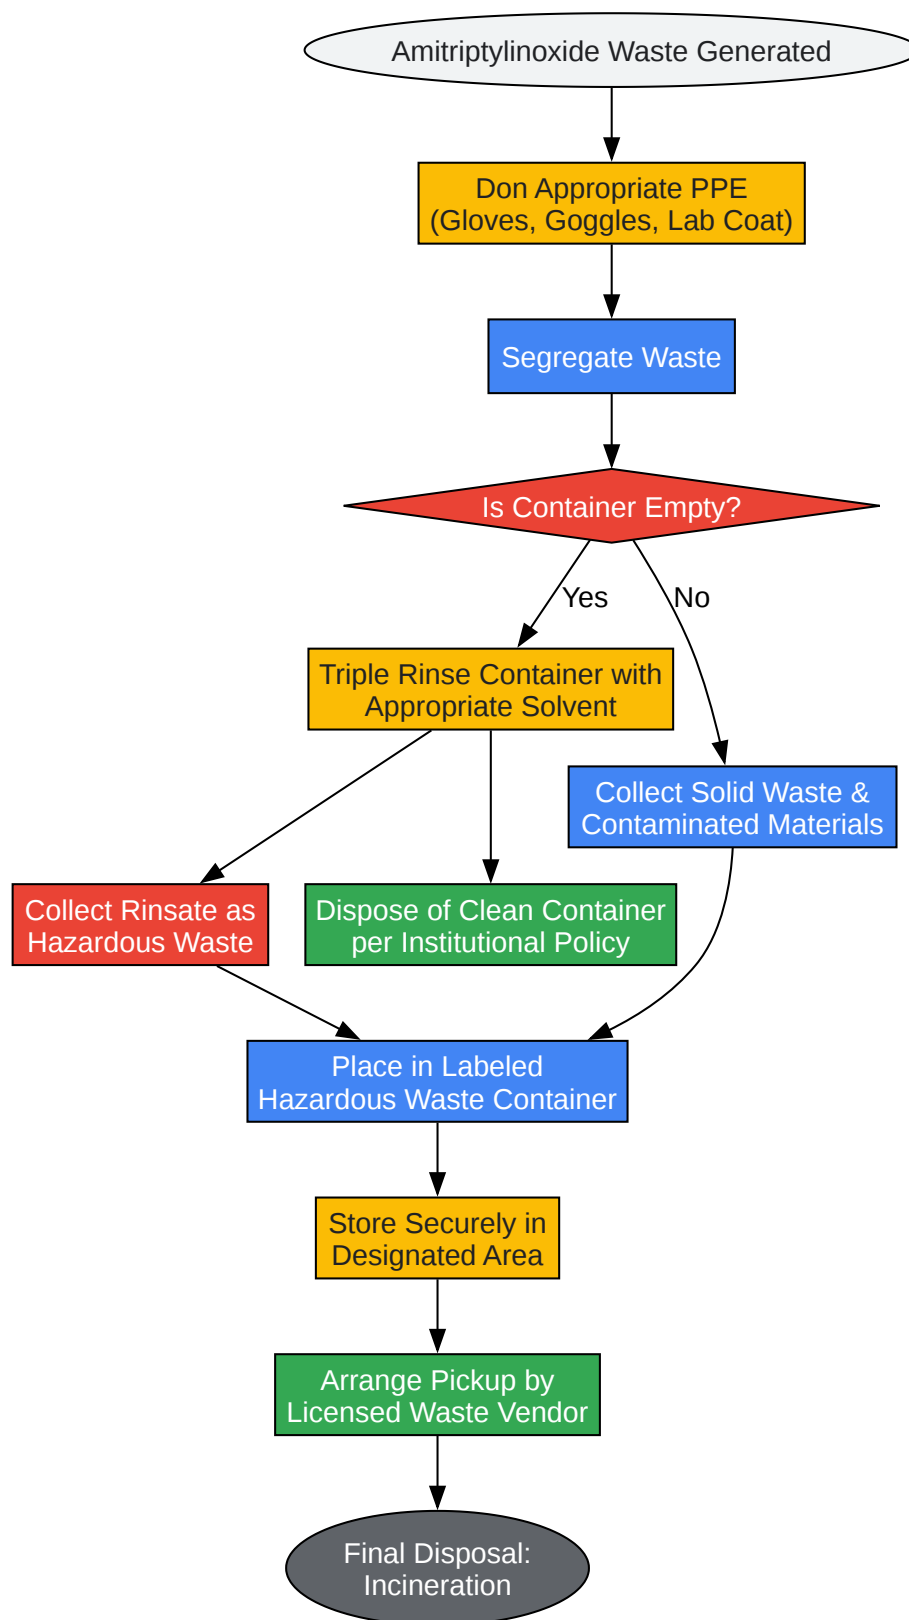 Amitriptylinoxide Waste Generated
Don Appropriate PPE
(Gloves, Goggles, Lab Coat)
Segregate Waste
Is Container Empty?
Yes
No
Triple Rinse Container with
Appropriate Solvent
Collect Solid Waste &
Contaminated Materials
Collect Rinsate as
Hazardous Waste
Dispose of Clean Container
per Institutional Policy
Place in Labeled
Hazardous Waste Container
Store Securely in
Designated Area
Arrange Pickup by
Licensed Waste Vendor
Final Disposal:
Incineration